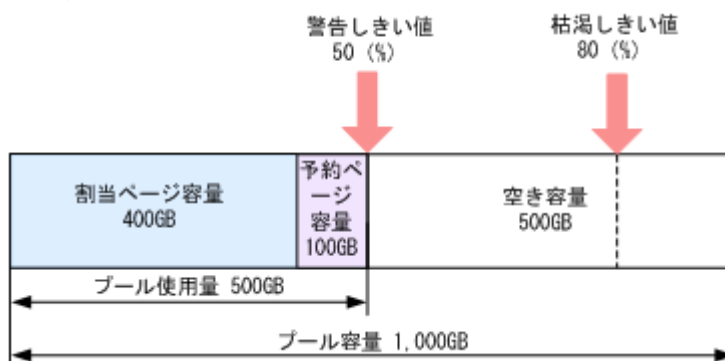 警告しきい値
50 (%)
枯渇しきい値
80 (%)
割当ページ容量
400GB
予約ペ
ージ
容量
100GB
空き容量
500GB
プール使用量 500GB
プール容量 1,000GB